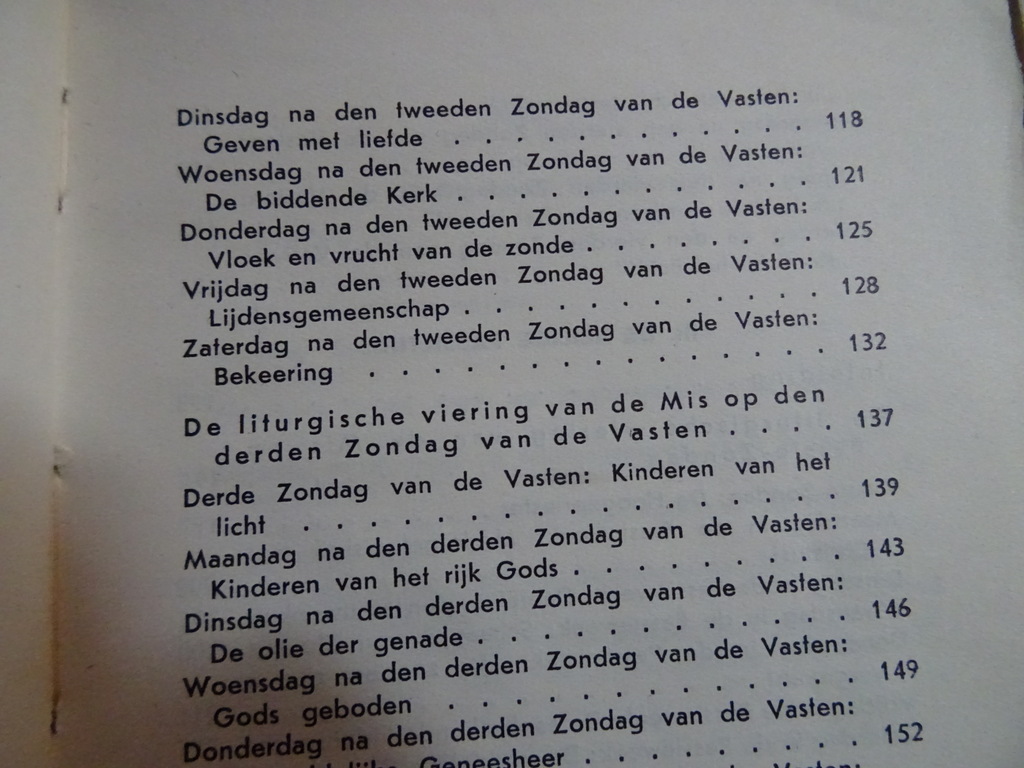 Dinsdag na den tweeden Zondag van de Vasten:
Geven met liefde . . . . . . . . . . . 118
Woensdag na den tweeden Zondag van de Vasten:
De biddende Kerk . . . . . . . . . . . 121
Donderdag na den tweeden Zondag van de Vasten:
Vloek en vrucht van de zonde . . . . . . . . 125
Vrijdag na den tweeden Zondag van de Vasten:
Lijdensgemeenschap . . . . . . . . . . . 128
Zaterdag na den tweeden Zondag van de Vasten:
Bekeering . . . . . . . . . . . . . . 132
De liturgische viering van de Mis op den
derden Zondag van de Vasten . . . . 137
Derde Zondag van de Vasten: Kinderen van het
licht . . . . . . . . . . . . . . . . 139
Maandag na den derden Zondag van de Vasten:
Kinderen van het rijk Gods . . . . . . . . . 143
Dinsdag na den derden Zondag van de Vasten:
De olie der genade . . . . . . . . . . . 146
Woensdag na den derden Zondag van de Vasten:
Gods geboden . . . . . . . . . . . . 149
Donderdag na den derden Zondag van de Vasten:
Geneesheer . . . . . . . . 152
Vasten: